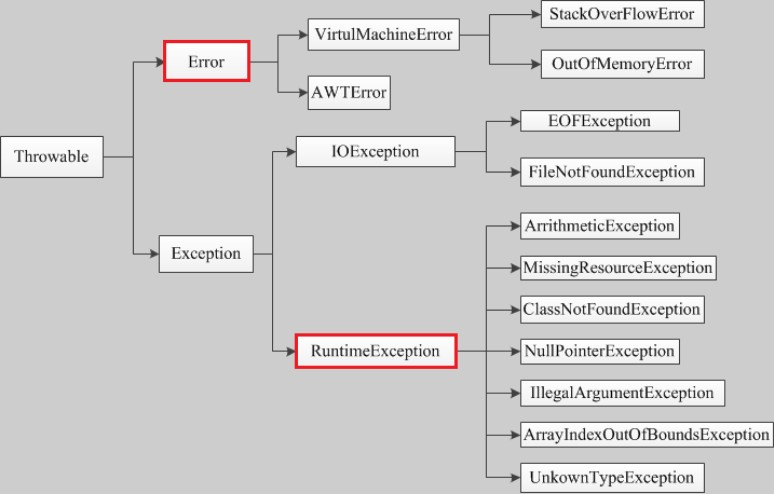 Throwable
Error
Exception
VirtulMachineError
AWTError
StackOverFlowError
OutOfMemoryError
IOException
EOFException
FileNotFoundException
RuntimeException
ArrithmeticException
MissingResourceException
ClassNotFoundException
NullPointerException
IllegalArgumentException
ArrayIndexOutOfBoundsException
UnkownTypeException